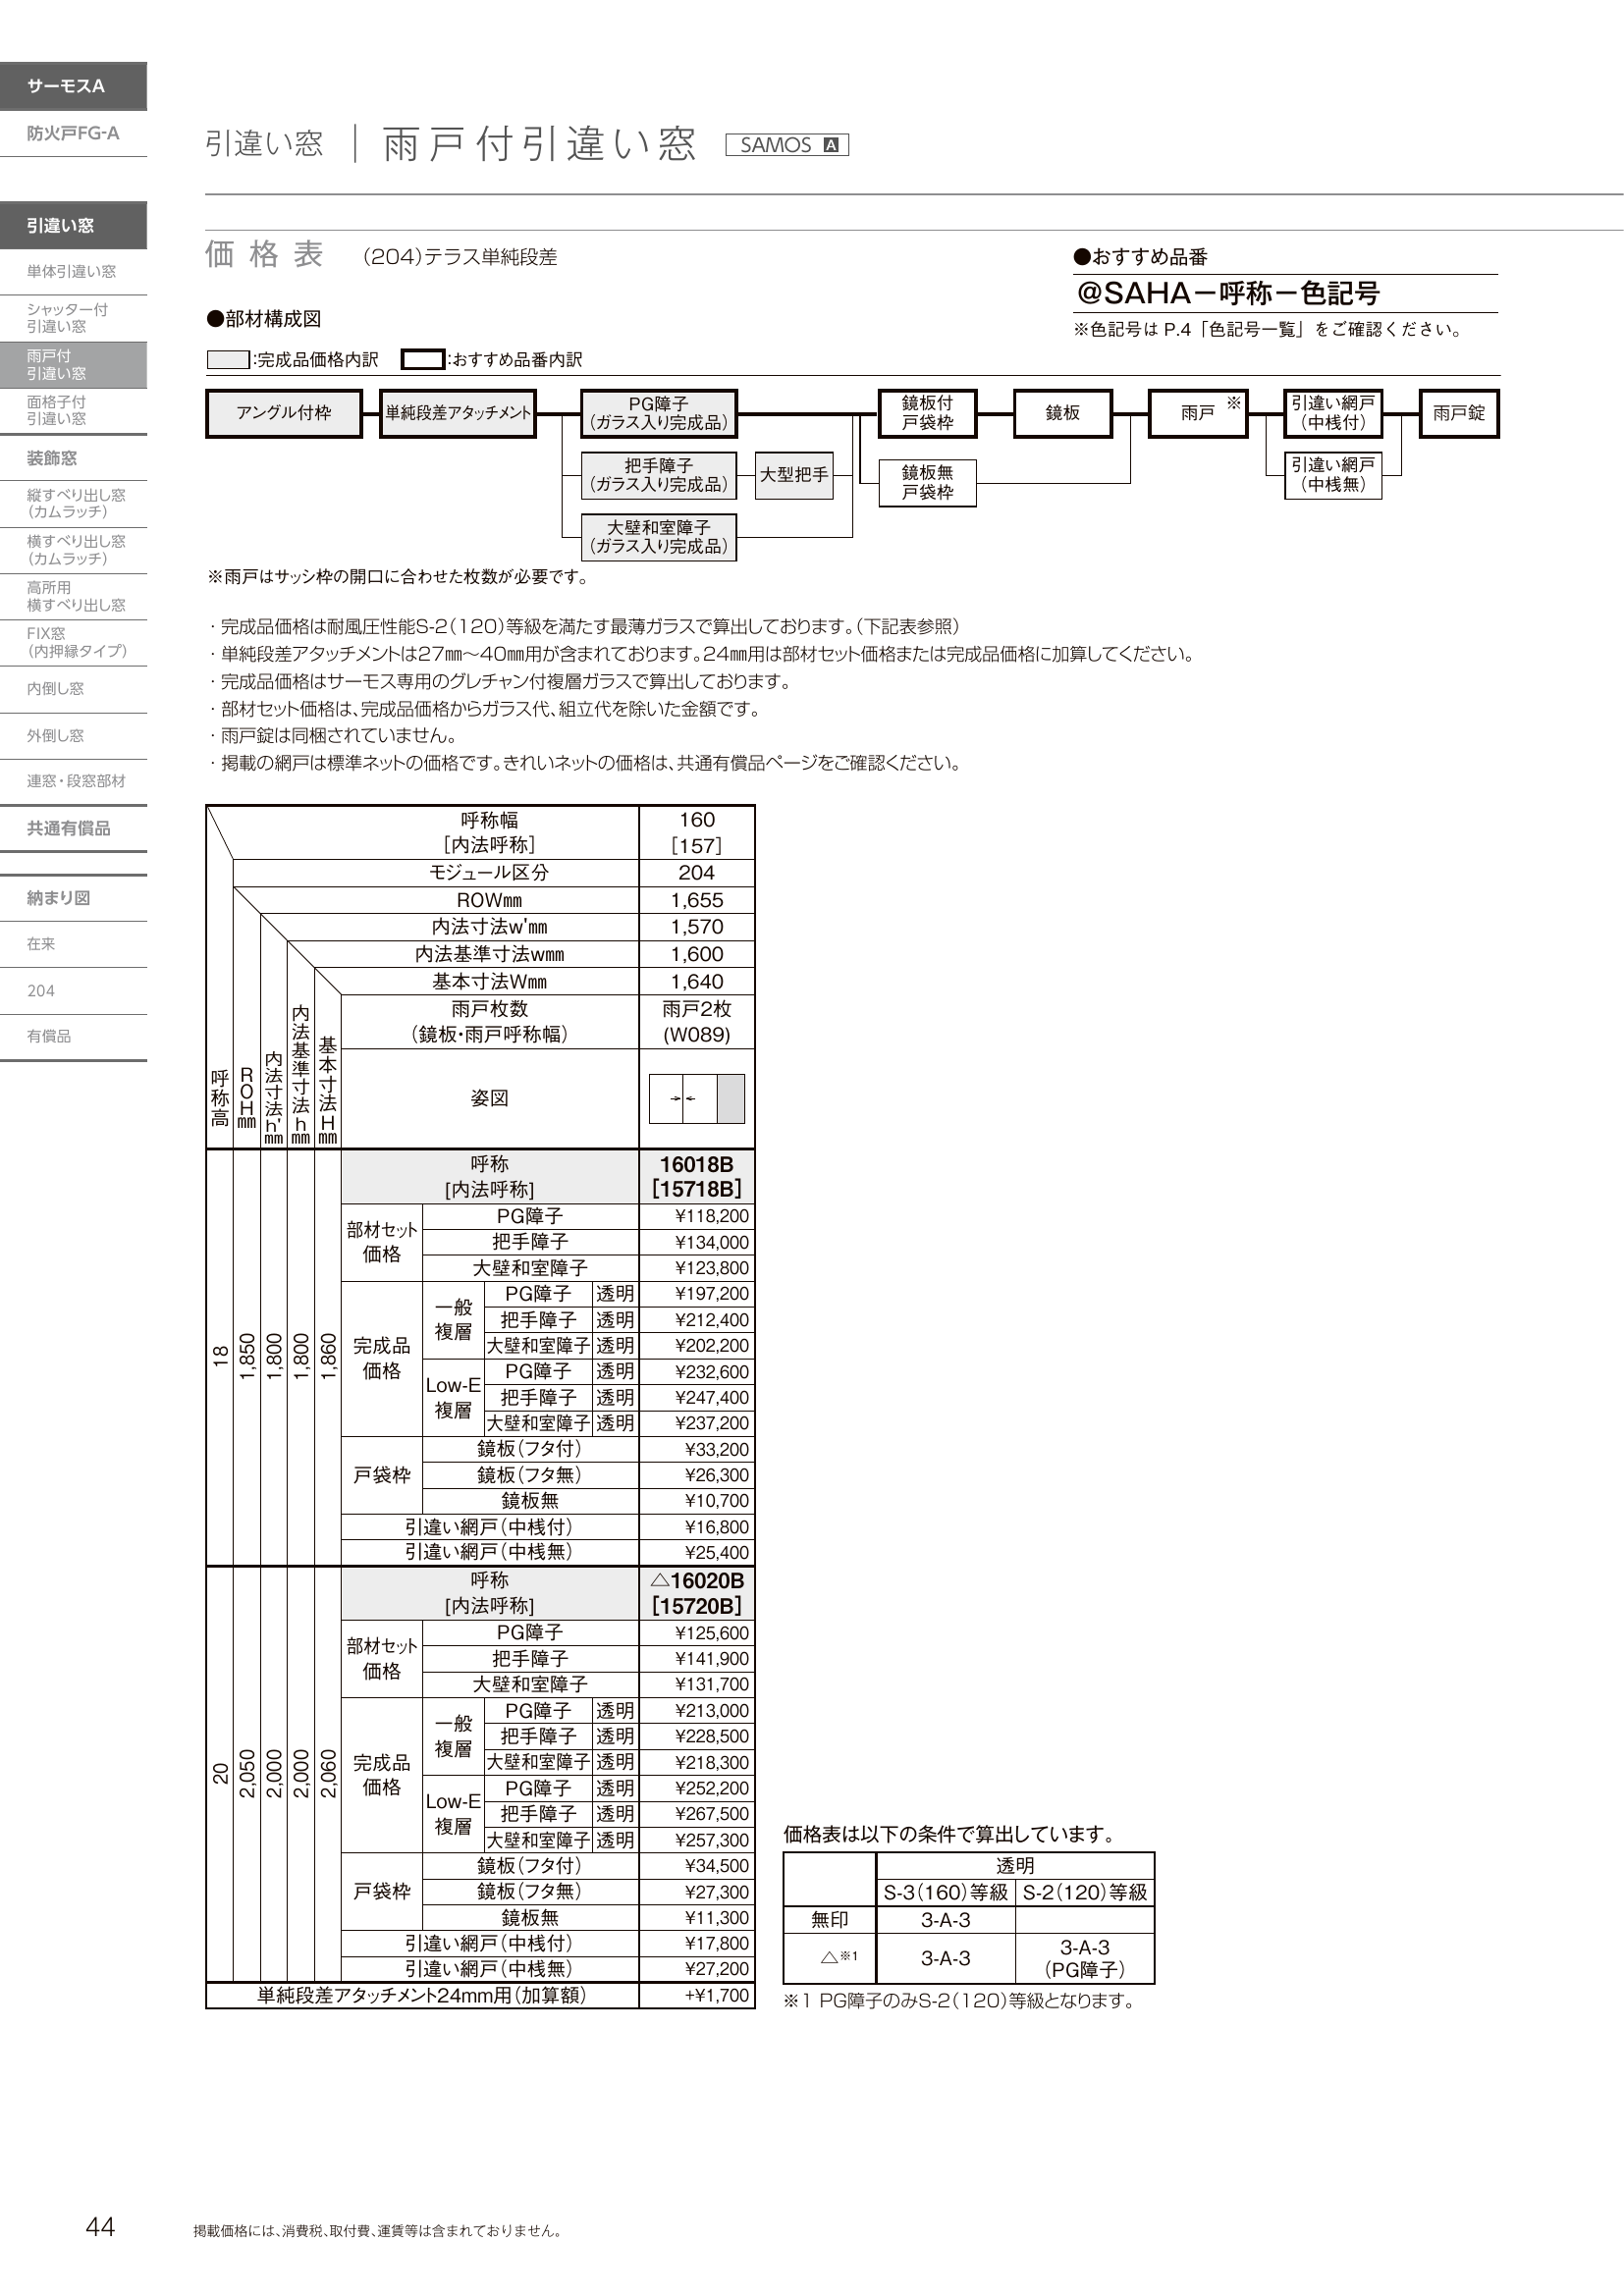 サーモスA
防火戸FG-A
引違い窓
単体引違い窓
シャッター付
引違い窓
雨戸付
引違い窓
面格子付
引違い窓
装飾窓
縦すべり出し窓
(カムラッチ)
横すべり出し窓
(カムラッチ)
高所用
横すべり出し窓
FIX窓
(内押縁タイプ)
内倒し窓
外倒し窓
連窓・段窓部材
共通有償品
納まり図
在来
204
有償品
引違い窓 | 雨戸付引違い窓 SAMOS A
価格表 (204)テラス単純段差
●おすすめ品番
@SAHA－呼称－色記号
※色記号は P.4「色記号一覧」をご確認ください。
●部材構成図
:完成品価格内訳 :おすすめ品番内訳
アングル付枠 単純段差アタッチメント
PG障子
(ガラス入り完成品)
把手障子
(ガラス入り完成品)
大型把手
大壁和室障子
(ガラス入り完成品)
鏡板付
戸袋枠
鏡板無
戸袋枠
鏡板
雨戸 ※
引違い網戸
(中桟付)
引違い網戸
(中桟無)
雨戸錠
※雨戸はサッシ枠の開口に合わせた枚数が必要です。
・完成品価格は耐風圧性能S-2(120)等級を満たす最薄ガラスで算出しております。(下記表参照)
・単純段差アタッチメントは27㎜～40㎜用が含まれております。24㎜用は部材セット価格または完成品価格に加算してください。
・完成品価格はサーモス専用のグレチャン付複層ガラスで算出しております。
・部材セット価格は、完成品価格からガラス代、組立代を除いた金額です。
・雨戸錠は同梱されていません。
・掲載の網戸は標準ネットの価格です。きれいネットの価格は、共通有償品ページをご確認ください。
呼称幅 160
[内法呼称] [157]
モジュール区分 204
ROW㎜ 1,655
内法寸法w'㎜ 1,570
内法基準寸法w㎜ 1,600
基本寸法W㎜ 1,640
雨戸枚数 雨戸2枚
(鏡板・雨戸呼称幅) (W089)
姿図
呼称高
ROH㎜
内法寸法h'㎜
内法基準寸法h㎜
基本寸法H㎜
18 1,850 1,800 1,800 1,860
呼称 16018B
[内法呼称] [15718B]
部材セット
価格
PG障子 ¥118,200
把手障子 ¥134,000
大壁和室障子 ¥123,800
完成品
価格
一般
複層
PG障子 透明 ¥197,200
把手障子 透明 ¥212,400
大壁和室障子 透明 ¥202,200
Low-E
複層
PG障子 透明 ¥232,600
把手障子 透明 ¥247,400
大壁和室障子 透明 ¥237,200
戸袋枠
鏡板(フタ付) ¥33,200
鏡板(フタ無) ¥26,300
鏡板無 ¥10,700
引違い網戸(中桟付) ¥16,800
引違い網戸(中桟無) ¥25,400
20 2,050 2,000 2,000 2,060
呼称 △16020B
[内法呼称] [15720B]
部材セット
価格
PG障子 ¥125,600
把手障子 ¥141,900
大壁和室障子 ¥131,700
完成品
価格
一般
複層
PG障子 透明 ¥213,000
把手障子 透明 ¥228,500
大壁和室障子 透明 ¥218,300
Low-E
複層
PG障子 透明 ¥252,200
把手障子 透明 ¥267,500
大壁和室障子 透明 ¥257,300
戸袋枠
鏡板(フタ付) ¥34,500
鏡板(フタ無) ¥27,300
鏡板無 ¥11,300
引違い網戸(中桟付) ¥17,800
引違い網戸(中桟無) ¥27,200
単純段差アタッチメント24mm用(加算額) +¥1,700
価格表は以下の条件で算出しています。
透明
S-3(160)等級 S-2(120)等級
無印 3-A-3
△※1 3-A-3 3-A-3
(PG障子)
※1 PG障子のみS-2(120)等級となります。
44
掲載価格には、消費税、取付費、運賃等は含まれておりません。